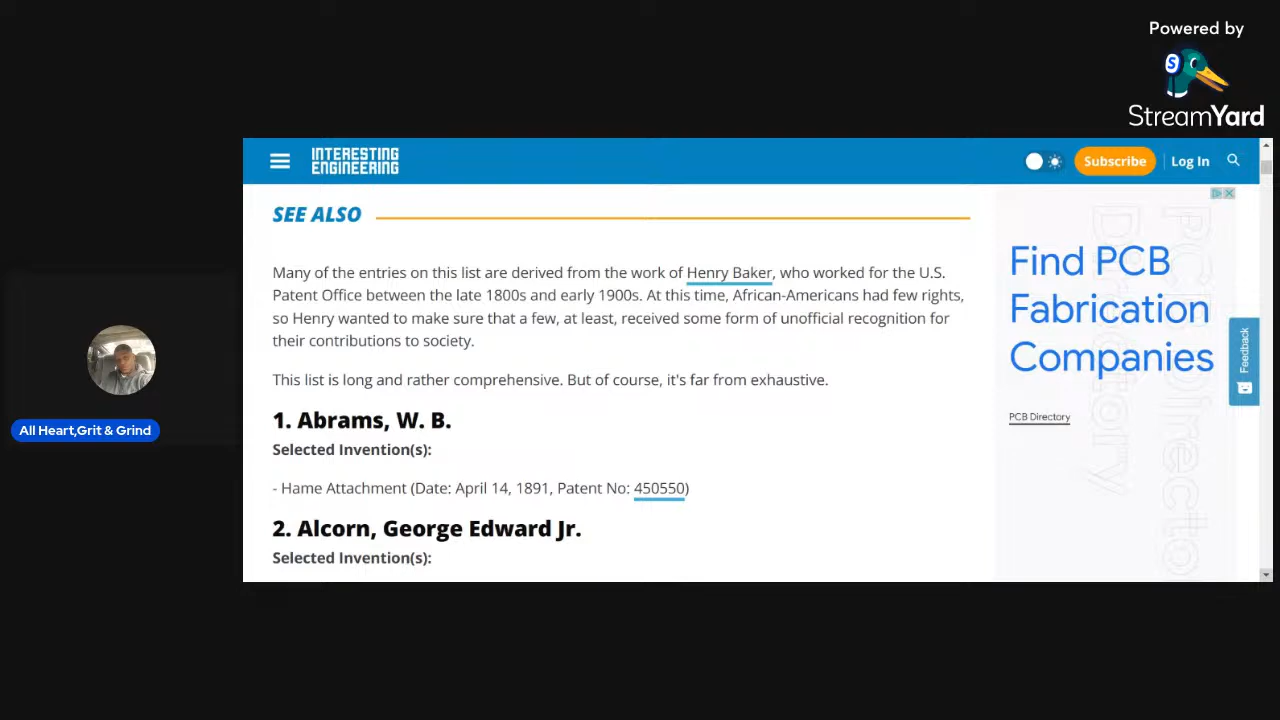 Powered by
S
StreamYard
INTERESTING
ENGINEERING
Subscribe
Log In
SEE ALSO
Many of the entries on this list are derived from the work of Henry Baker, who worked for the U.S.
Patent Office between the late 1800s and early 1900s. At this time, African-Americans had few rights,
so Henry wanted to make sure that a few, at least, received some form of unofficial recognition for
their contributions to society.
This list is long and rather comprehensive. But of course, it's far from exhaustive.
1. Abrams, W. B.
Selected Invention(s):
- Hame Attachment (Date: April 14, 1891, Patent No: 450550)
2. Alcorn, George Edward Jr.
Selected Invention(s):
Find PCB
Fabrication
Companies
PCB Directory
PCB Directory
Feedback
All Heart,Grit & Grind